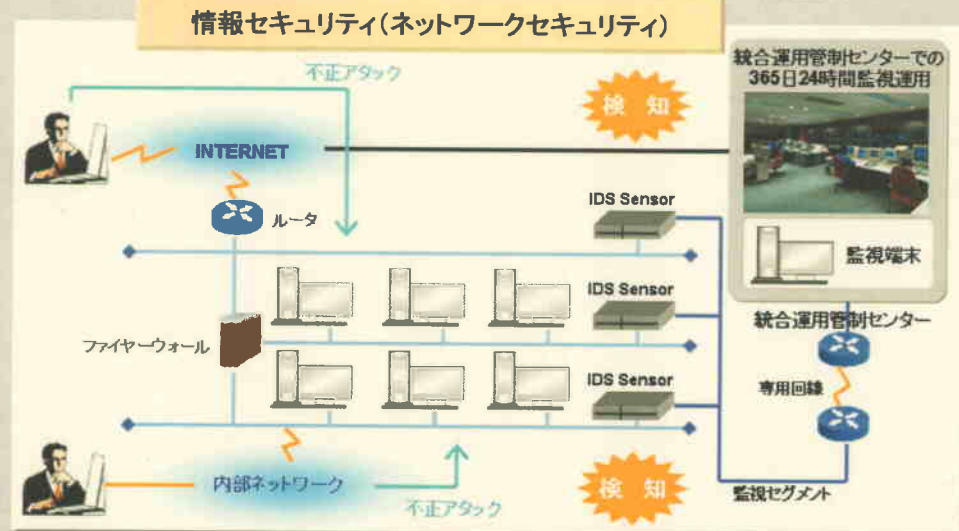 情報セキュリティ(ネットワークセキュリティ)
不正アタック
検 知
統合運用管制センターでの
365日24時間監視運用
INTERNET
IDS Sensor
ルータ
監視端末
IDS Sensor
統合運用管制センター
ファイヤーウォール
IDS Sensor
専用回線
内部ネットワーク
不正アタック
検 知
監視セグメント